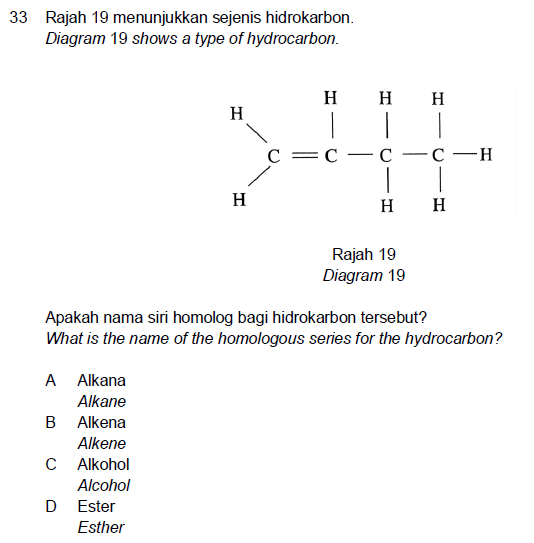 33 Rajah 19 menunjukkan sejenis hidrokarbon.
Diagram 19 shows a type of hydrocarbon.
H H H
H
C = C — C — C — H
H H H
Rajah 19
Diagram 19
Apakah nama siri homolog bagi hidrokarbon tersebut?
What is the name of the homologous series for the hydrocarbon?
A Alkana
Alkane
B Alkena
Alkene
C Alkohol
Alcohol
D Ester
Esther